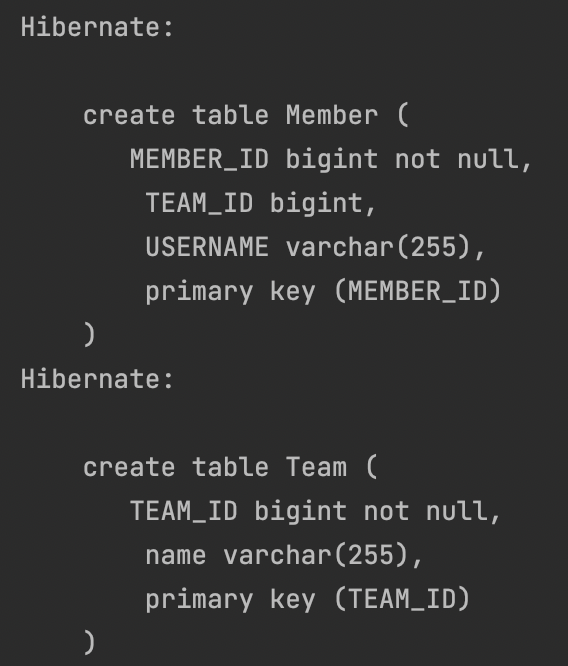 Hibernate:
create table Member (
MEMBER_ID bigint not null,
TEAM_ID bigint,
USERNAME varchar(255),
primary key (MEMBER_ID)
)
Hibernate:
create table Team (
TEAM_ID bigint not null,
name varchar(255),
primary key (TEAM_ID)
)